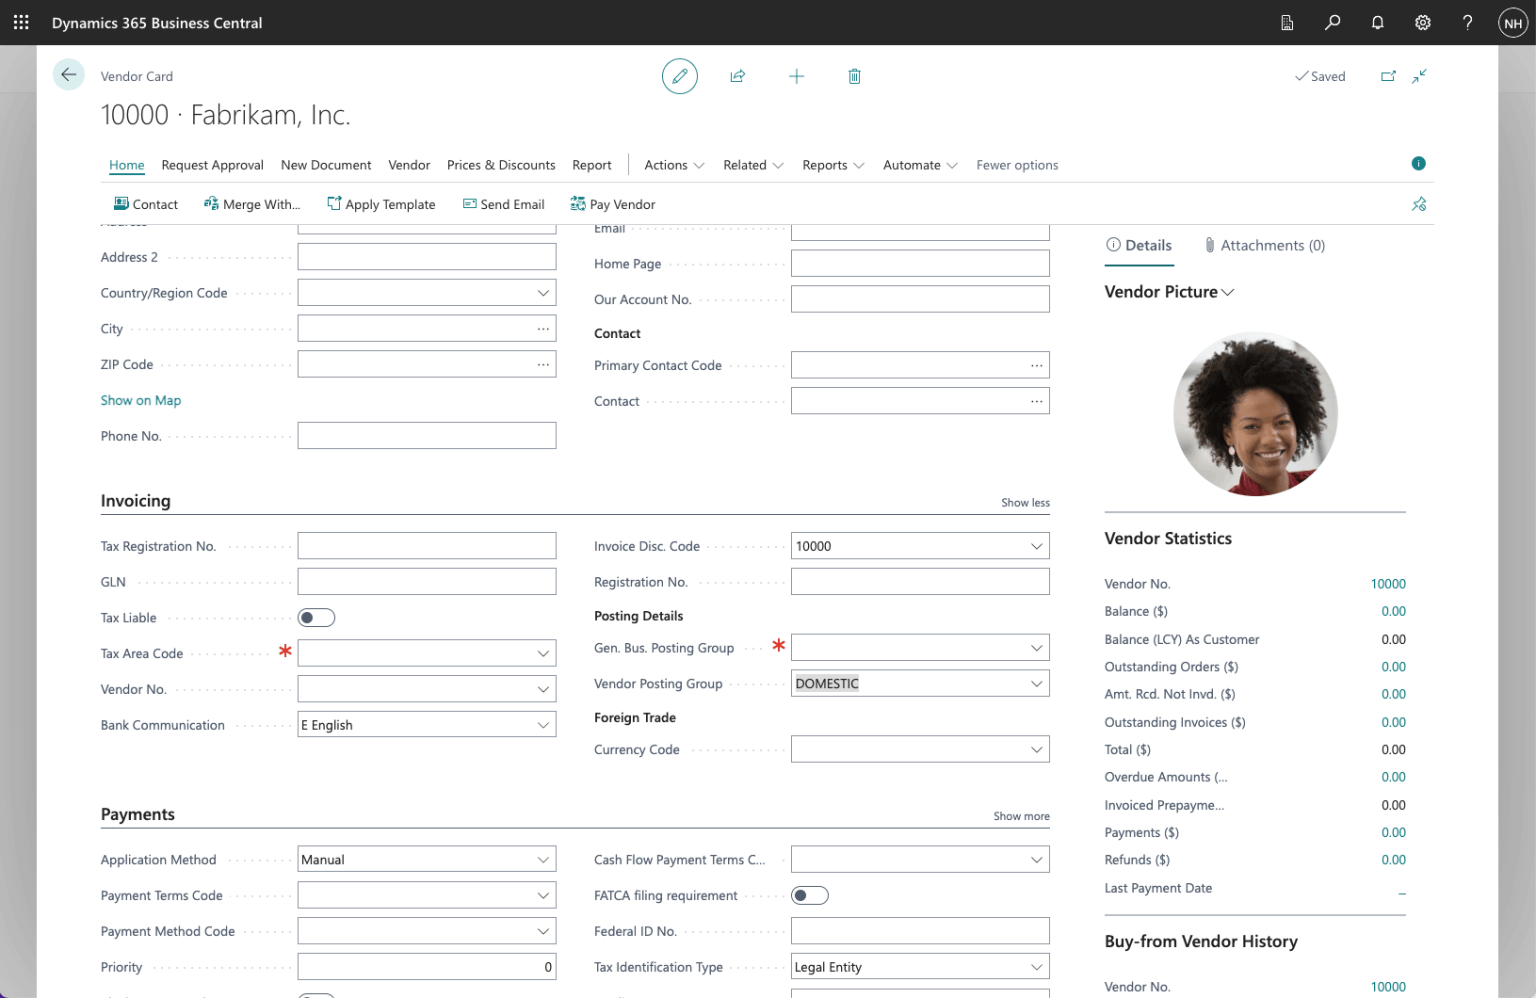 Dynamics 365 Business Central
NH
Vendor Card
Saved
10000 · Fabrikam, Inc.
Home Request Approval New Document Vendor Prices & Discounts Report Actions Related Reports Automate Fewer options
Contact Merge With... Apply Template Send Email Pay Vendor
Address
Address 2
Country/Region Code
City
ZIP Code
Show on Map
Phone No.
Email
Home Page
Our Account No.
Contact
Primary Contact Code
Contact
Invoicing
Show less
Tax Registration No.
GLN
Tax Liable
Tax Area Code *
Vendor No.
Bank Communication E English
Invoice Disc. Code 10000
Registration No.
Posting Details
Gen. Bus. Posting Group *
Vendor Posting Group DOMESTIC
Foreign Trade
Currency Code
Payments
Show more
Application Method Manual
Payment Terms Code
Payment Method Code
Priority 0
Cash Flow Payment Terms C...
FATCA filing requirement
Federal ID No.
Tax Identification Type Legal Entity
Details Attachments (0)
Vendor Picture
Vendor Statistics
Vendor No. 10000
Balance ($) 0.00
Balance (LCY) As Customer 0.00
Outstanding Orders ($) 0.00
Amt. Rcd. Not Invd. ($) 0.00
Outstanding Invoices ($) 0.00
Total ($) 0.00
Overdue Amounts (... 0.00
Invoiced Prepayme... 0.00
Payments ($) 0.00
Refunds ($) 0.00
Last Payment Date _
Buy-from Vendor History
Vendor No. 10000